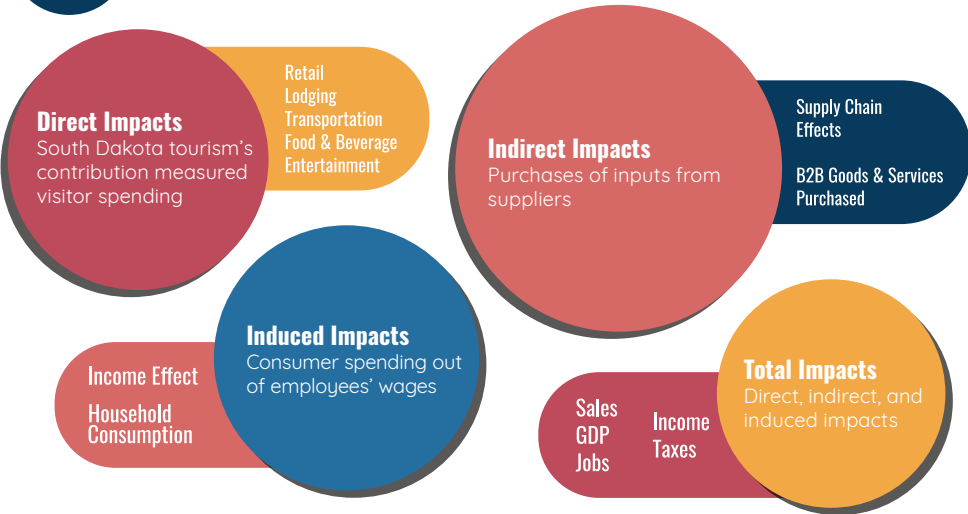 Direct Impacts
South Dakota tourism's
contribution measured
visitor spending
Retail
Lodging
Transportation
Food & Beverage
Entertainment
Indirect Impacts
Purchases of inputs from
suppliers
Supply Chain
Effects
B2B Goods & Services
Purchased
Induced Impacts
Consumer spending out
of employees' wages
Income Effect
Household
Consumption
Total Impacts
Direct, indirect, and
induced impacts
Sales
GDP
Jobs
Income
Taxes